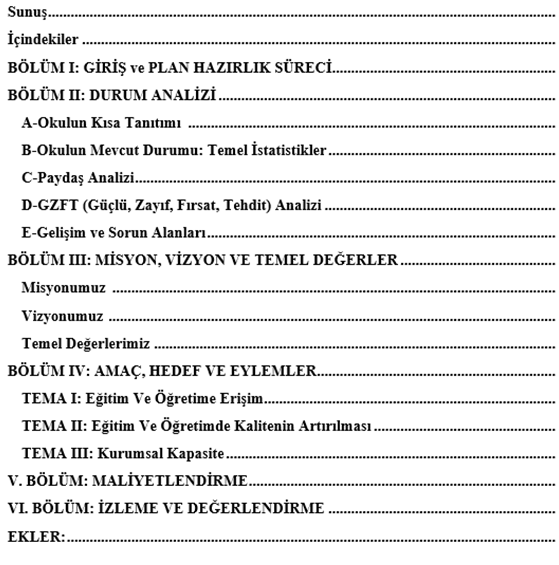 Sunuş
İçindekiler
BÖLÜM I: GİRİŞ ve PLAN HAZIRLIK SÜRECİ
BÖLÜM II: DURUM ANALİZİ
A-Okulun Kısa Tanıtımı
B-Okulun Mevcut Durumu: Temel İstatistikler
C-Paydaş Analizi
D-GZFT (Güçlü, Zayıf, Fırsat, Tehdit) Analizi
E-Gelişim ve Sorun Alanları
BÖLÜM III: MİSYON, VİZYON VE TEMEL DEĞERLER
Misyonumuz
Vizyonumuz
Temel Değerlerimiz
BÖLÜM IV: AMAÇ, HEDEF VE EYLEMLER
TEMA I: Eğitim Ve Öğretime Erişim
TEMA II: Eğitim Ve Öğretimde Kalitenin Artırılması
TEMA III: Kurumsal Kapasite
V. BÖLÜM: MALİYETLENDİRME
VI. BÖLÜM: İZLEME VE DEĞERLENDİRME
EKLER: